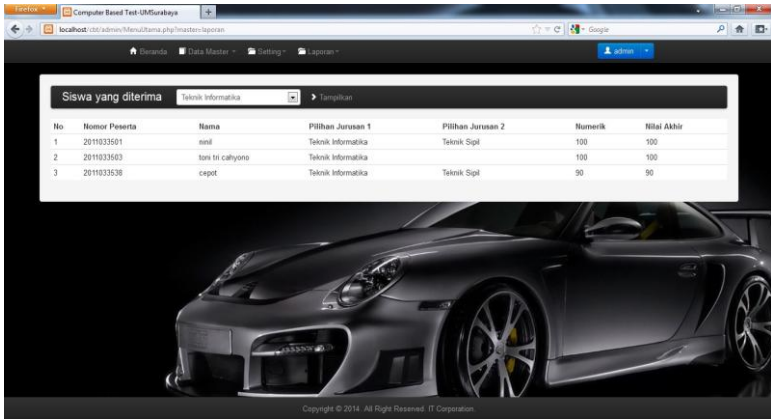 Firefox
Computer Based Test-UMSurabaya
localhost/cbt/admin/MenuUtama.php?master=laporan
Google
Beranda Data Master Setting Laporan admin
Siswa yang diterima Teknik Informatika Tampilkan
No Nomor Peserta Nama Pilihan Jurusan 1 Pilihan Jurusan 2 Numerik Nilai Akhir
1 2011033501 ninil Teknik Informatika Teknik Sipil 100 100
2 2011033503 toni tri cahyono Teknik Informatika 100 100
3 2011033538 cepot Teknik Informatika Teknik Sipil 90 90
Copyright © 2014. All Right Reserved. IT Corporation.